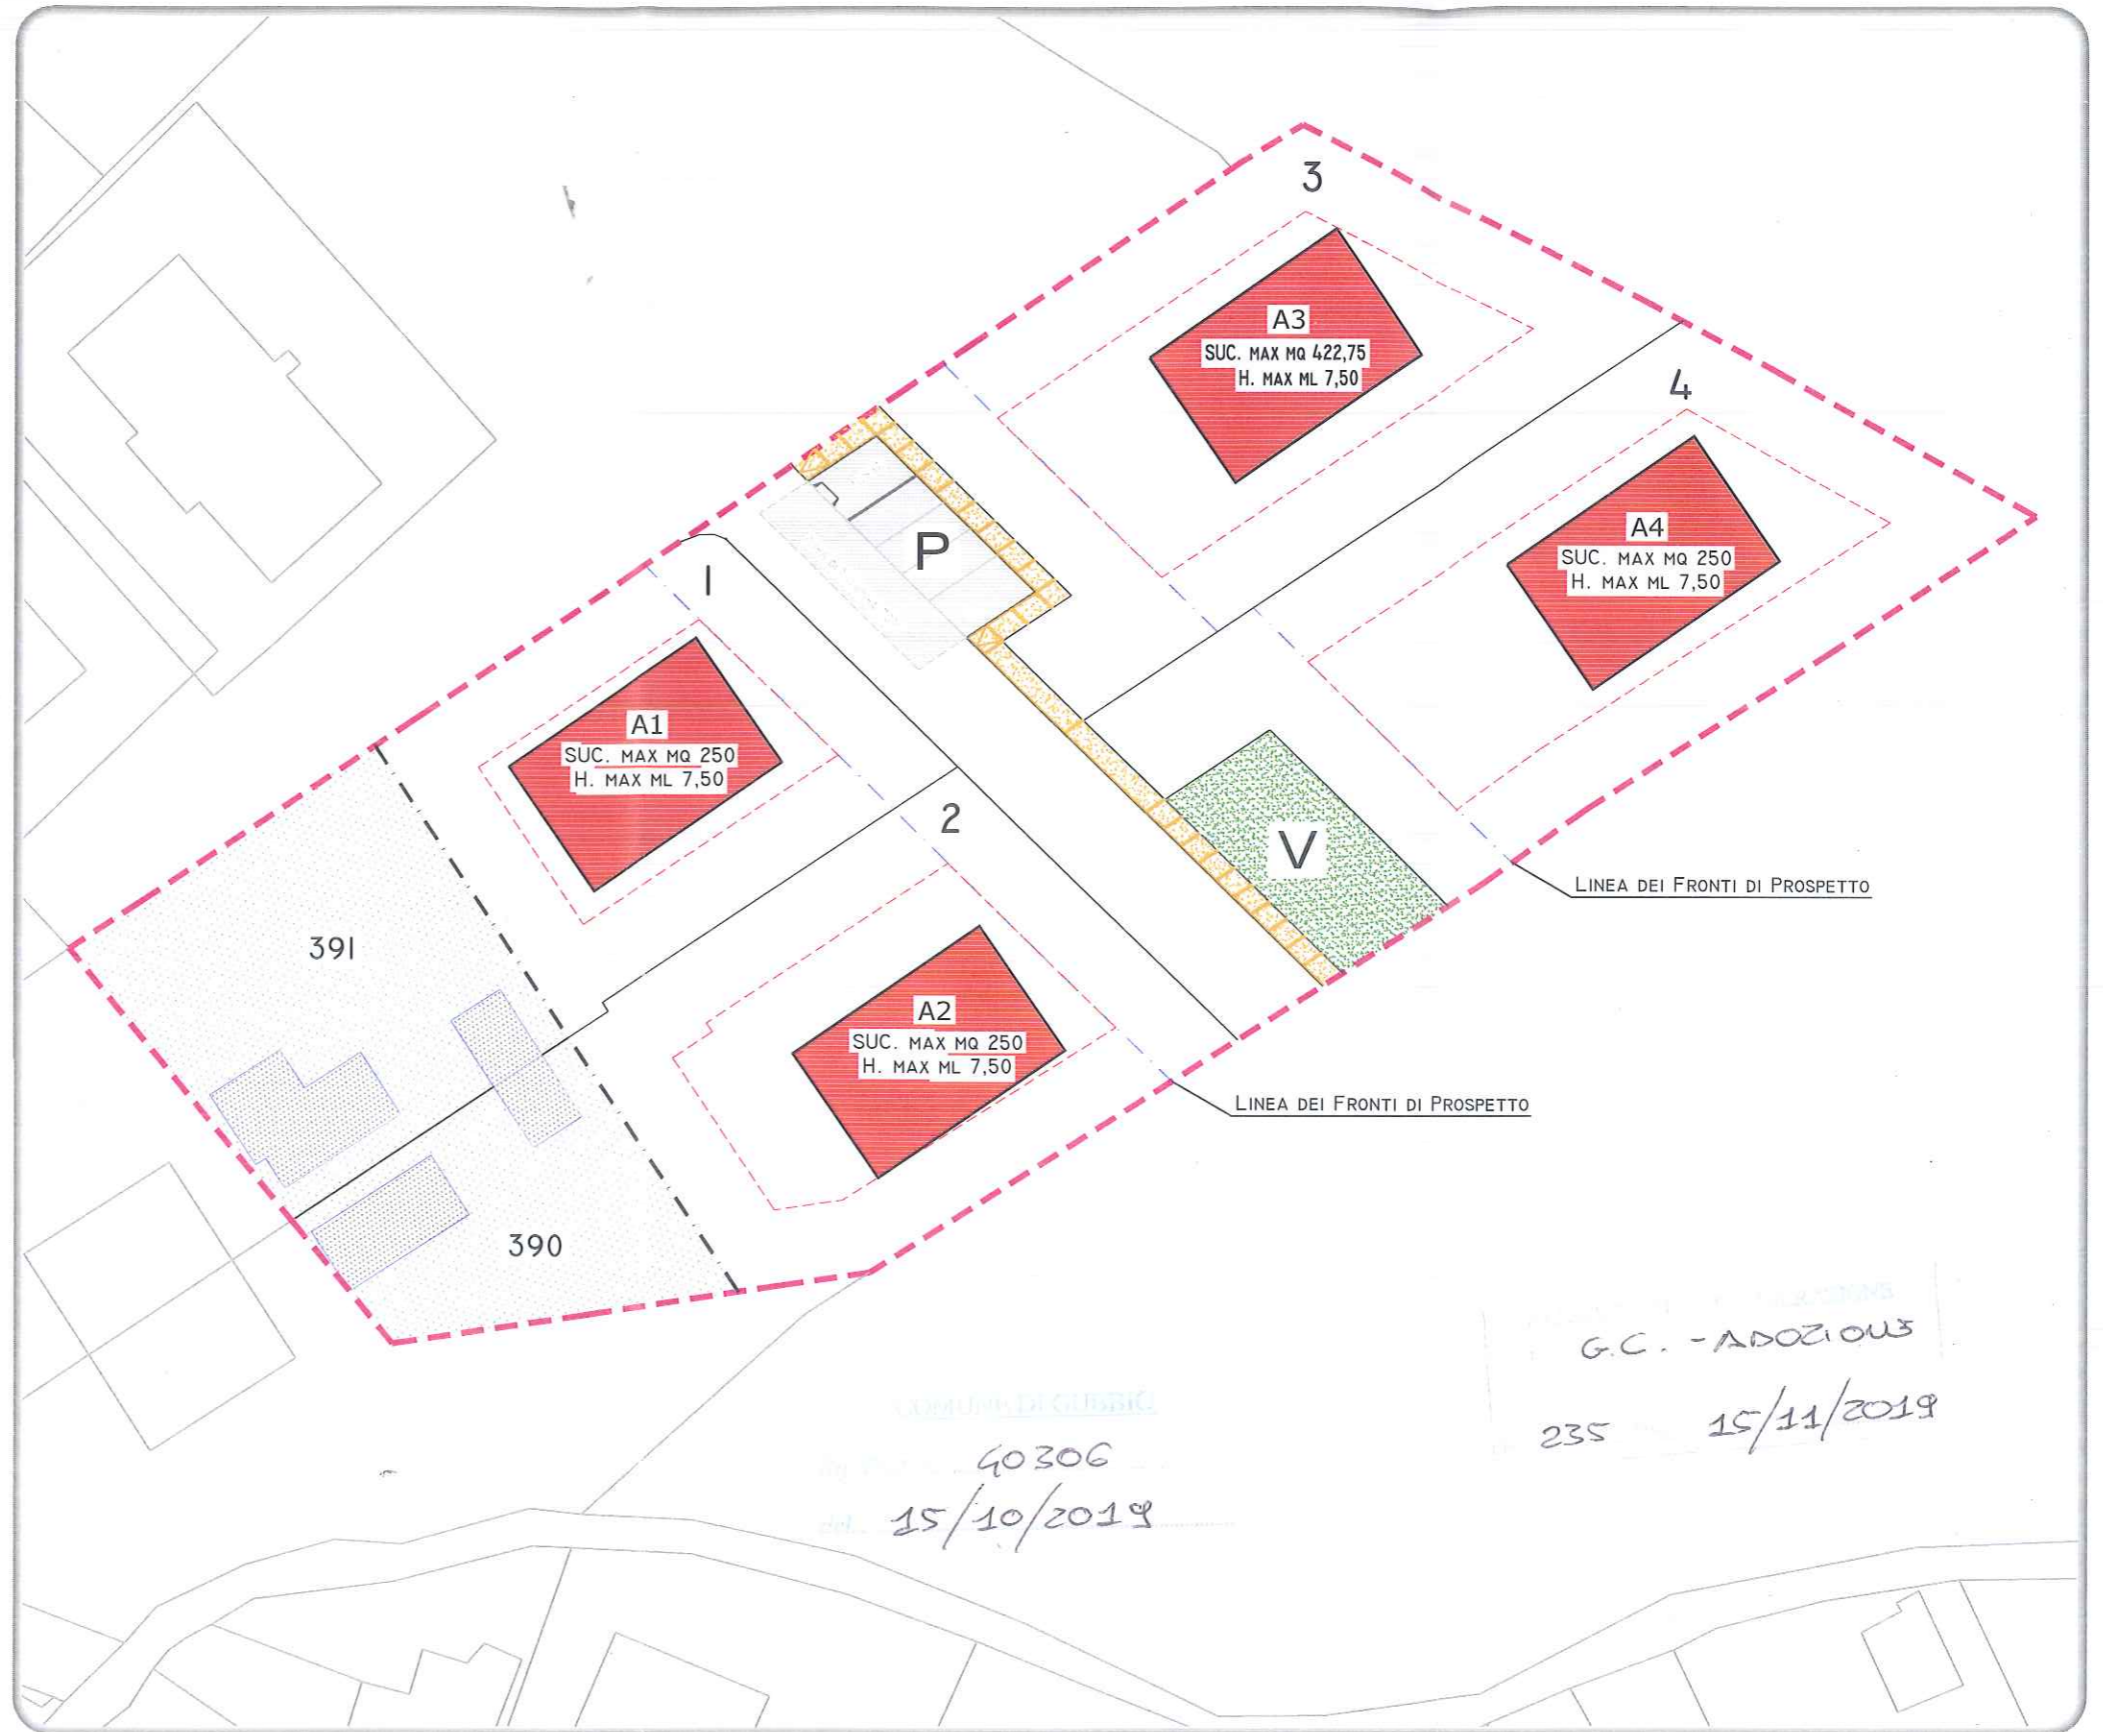 3
A3
SUC. MAX MQ 422,75
H. MAX ML 7,50
4
A4
SUC. MAX MQ 250
H. MAX ML 7,50
P
1
A1
SUC. MAX MQ 250
H. MAX ML 7,50
2
V
LINEA DEI FRONTI DI PROSPETTO
391
A2
SUC. MAX MQ 250
H. MAX ML 7,50
LINEA DEI FRONTI DI PROSPETTO
390
G.C. - ADOZIONE
235 15/11/2019
COMUNE DI GUBBIO
40306
15/10/2019